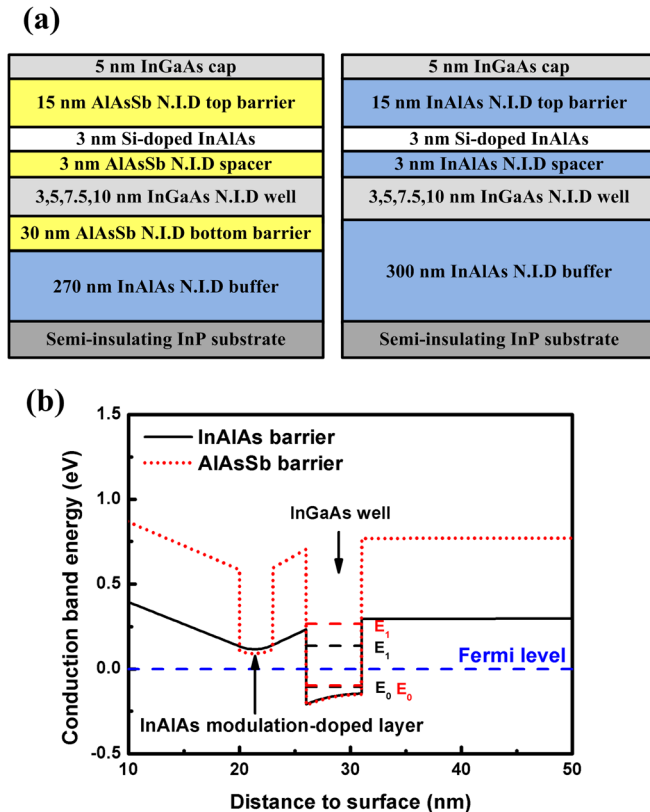 (a)
5 nm InGaAs cap
15 nm AlAsSb N.I.D top barrier
3 nm Si-doped InAlAs
3 nm AlAsSb N.I.D spacer
3,5,7.5,10 nm InGaAs N.I.D well
30 nm AlAsSb N.I.D bottom barrier
270 nm InAlAs N.I.D buffer
Semi-insulating InP substrate
5 nm InGaAs cap
15 nm InAlAs N.I.D top barrier
3 nm Si-doped InAlAs
3 nm InAlAs N.I.D spacer
3,5,7.5,10 nm InGaAs N.I.D well
300 nm InAlAs N.I.D buffer
Semi-insulating InP substrate
(b)
Conduction band energy (eV)
1.5
1.0
0.5
0.0
-0.5
InAlAs barrier
AlAsSb barrier
InGaAs well
E₁
E₁
Fermi level
E₀ E₀
InAlAs modulation-doped layer
10 20 30 40 50
Distance to surface (nm)